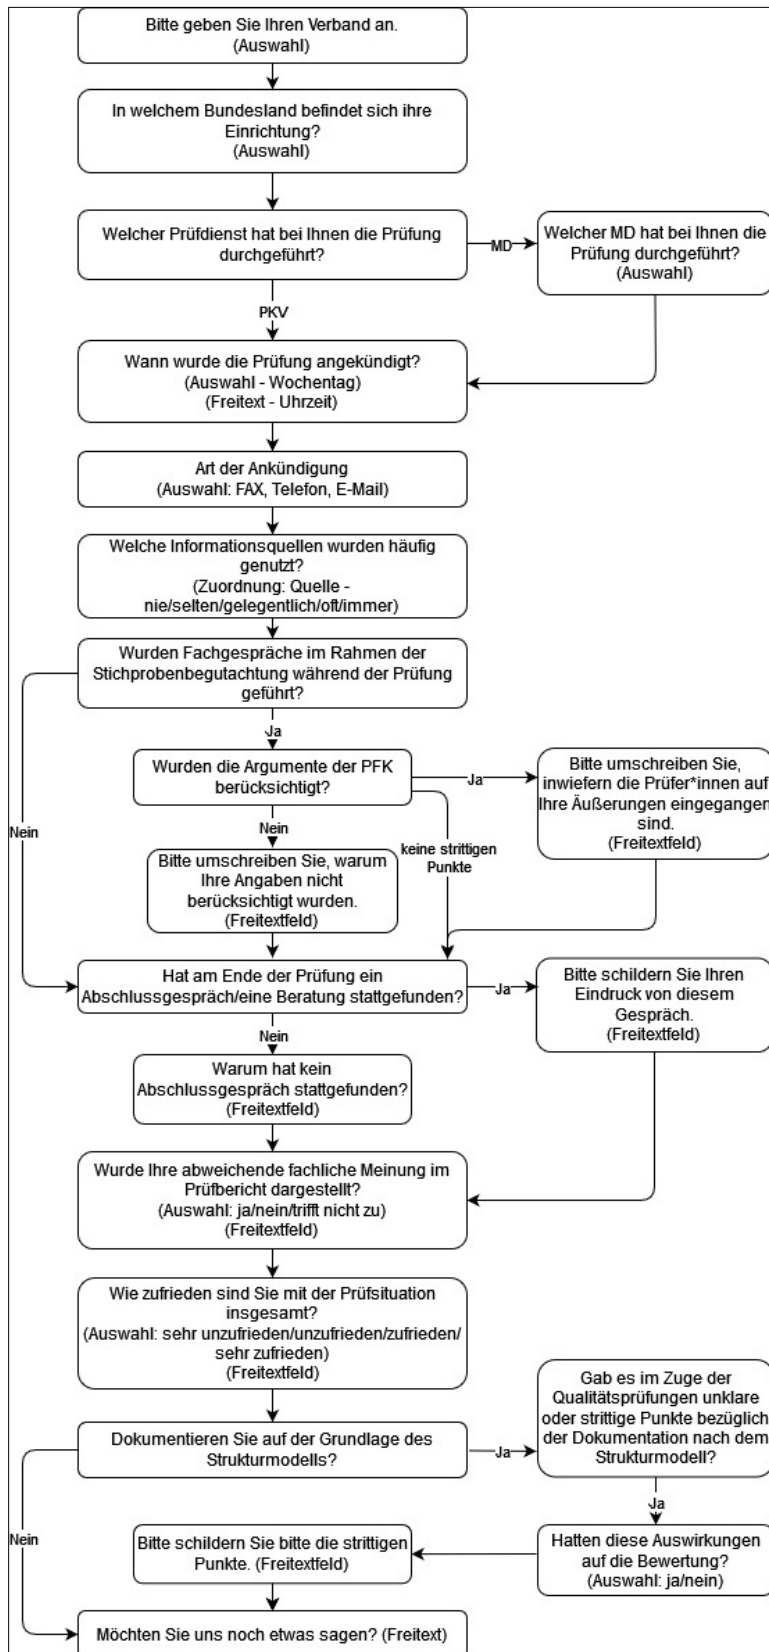 Bitte geben Sie Ihren Verband an.
(Auswahl)
In welchem Bundesland befindet sich ihre
Einrichtung?
(Auswahl)
Welcher Prüfdienst hat bei Ihnen die Prüfung
durchgeführt?
MD
Welcher MD hat bei Ihnen die
Prüfung durchgeführt?
(Auswahl)
PKV
Wann wurde die Prüfung angekündigt?
(Auswahl - Wochentag)
(Freitext - Uhrzeit)
Art der Ankündigung
(Auswahl: FAX, Telefon, E-Mail)
Welche Informationsquellen wurden häufig
genutzt?
(Zuordnung: Quelle -
nie/selten/gelegentlich/oft/immer)
Wurden Fachgespräche im Rahmen der
Stichprobenbegutachtung während der Prüfung
geführt?
Ja
Nein
Wurden die Argumente der PFK
berücksichtigt?
Ja
Bitte umschreiben Sie,
inwiefern die Prüfer*innen auf
Ihre Äußerungen eingegangen
sind.
(Freitextfeld)
Nein
keine strittigen
Punkte
Bitte umschreiben Sie, warum
Ihre Angaben nicht
berücksichtigt wurden.
(Freitextfeld)
Hat am Ende der Prüfung ein
Abschlussgespräch/eine Beratung stattgefunden?
Ja
Bitte schildern Sie Ihren
Eindruck von diesem
Gespräch.
(Freitextfeld)
Nein
Warum hat kein
Abschlussgespräch stattgefunden?
(Freitextfeld)
Wurde Ihre abweichende fachliche Meinung im
Prüfbericht dargestellt?
(Auswahl: ja/nein/trifft nicht zu)
(Freitextfeld)
Wie zufrieden sind Sie mit der Prüfsituation
insgesamt?
(Auswahl: sehr unzufrieden/unzufrieden/zufrieden/
sehr zufrieden)
(Freitextfeld)
Dokumentieren Sie auf der Grundlage des
Strukturmodells?
Ja
Gab es im Zuge der
Qualitätsprüfungen unklare
oder strittige Punkte bezüglich
der Dokumentation nach dem
Strukturmodell?
Ja
Nein
Hatten diese Auswirkungen
auf die Bewertung?
(Auswahl: ja/nein)
Bitte schildern Sie bitte die strittigen
Punkte. (Freitextfeld)
Möchten Sie uns noch etwas sagen? (Freitext)